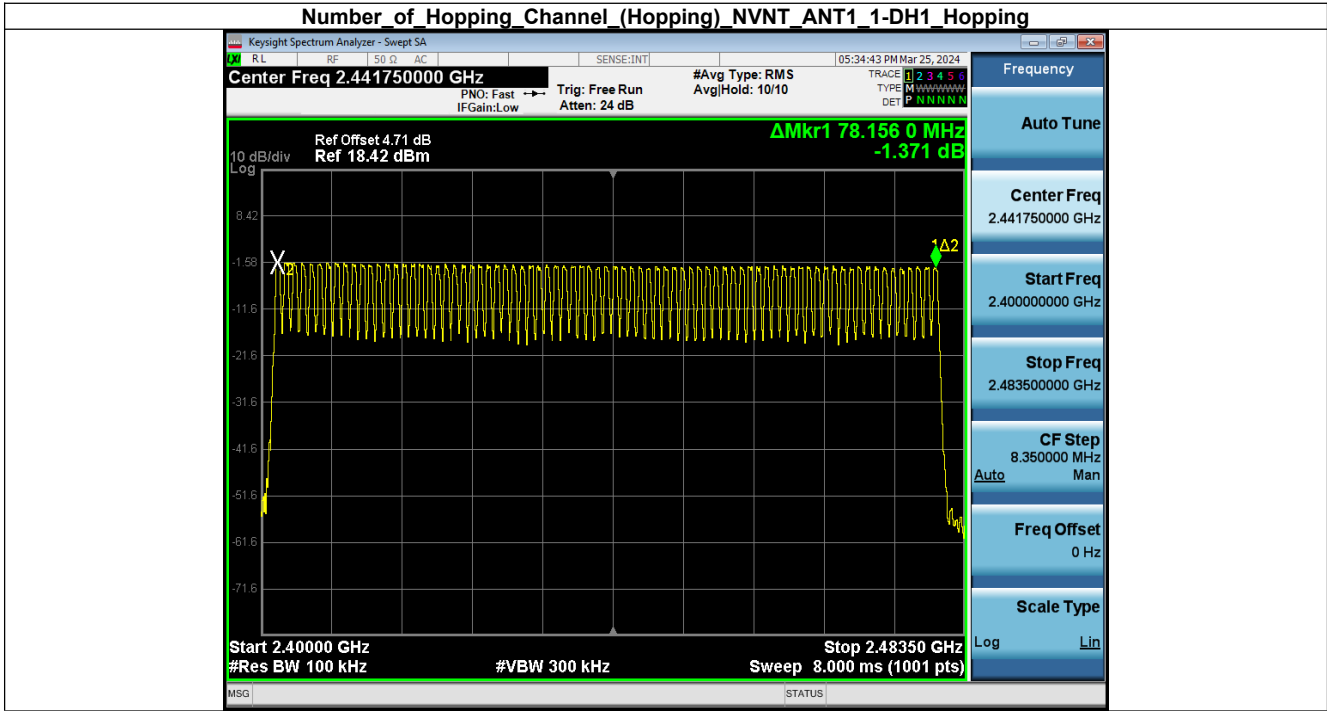 Number_of_Hopping_Channel_(Hopping)_NVNT_ANT1_1-DH1_Hopping
Keysight Spectrum Analyzer - Swept SA
LXI RL RF 50 Ω AC SENSE:INT 05:34:43 PM Mar 25, 2024
Center Freq 2.441750000 GHz
PNO: Fast
IFGain:Low
Trig: Free Run
Atten: 24 dB
#Avg Type: RMS
Avg|Hold: 10/10
TRACE 1 2 3 4 5 6
TYPE M WWWWW
DET P N N N N N
Ref Offset 4.71 dB
10 dB/div Ref 18.42 dBm
Log
ΔMkr1 78.156 0 MHz
-1.371 dB
8.42
-1.58
-11.6
-21.6
-31.6
-41.6
-51.6
-61.6
-71.6
X2
1Δ2
Start 2.40000 GHz Stop 2.48350 GHz
#Res BW 100 kHz #VBW 300 kHz Sweep 8.000 ms (1001 pts)
MSG STATUS
Frequency
Auto Tune
Center Freq
2.441750000 GHz
Start Freq
2.400000000 GHz
Stop Freq
2.483500000 GHz
CF Step
8.350000 MHz
Auto Man
Freq Offset
0 Hz
Scale Type
Log Lin